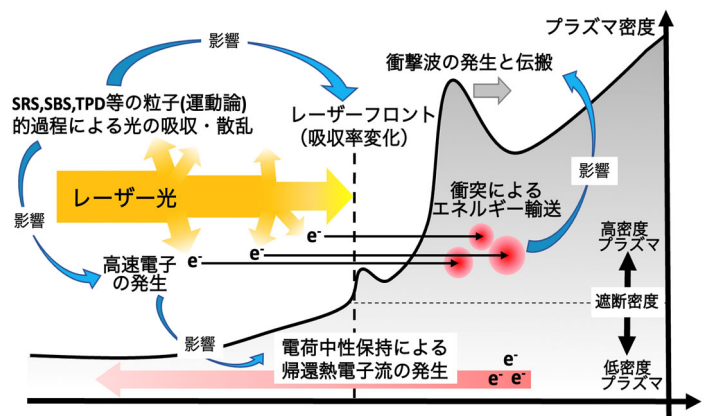 プラズマ密度
影響
衝撃波の発生と伝搬
SRS,SBS,TPD等の粒子(運動論)
的過程による光の吸収・散乱
レーザーフロント
（吸収率変化）
レーザー光
影響
影響
衝突による
エネルギー輸送
e-
e-
e-
高速電子
の発生
高密度
プラズマ
遮断密度
低密度
プラズマ
影響
電荷中性保持による
帰還熱電子流の発生
e-
e- e-